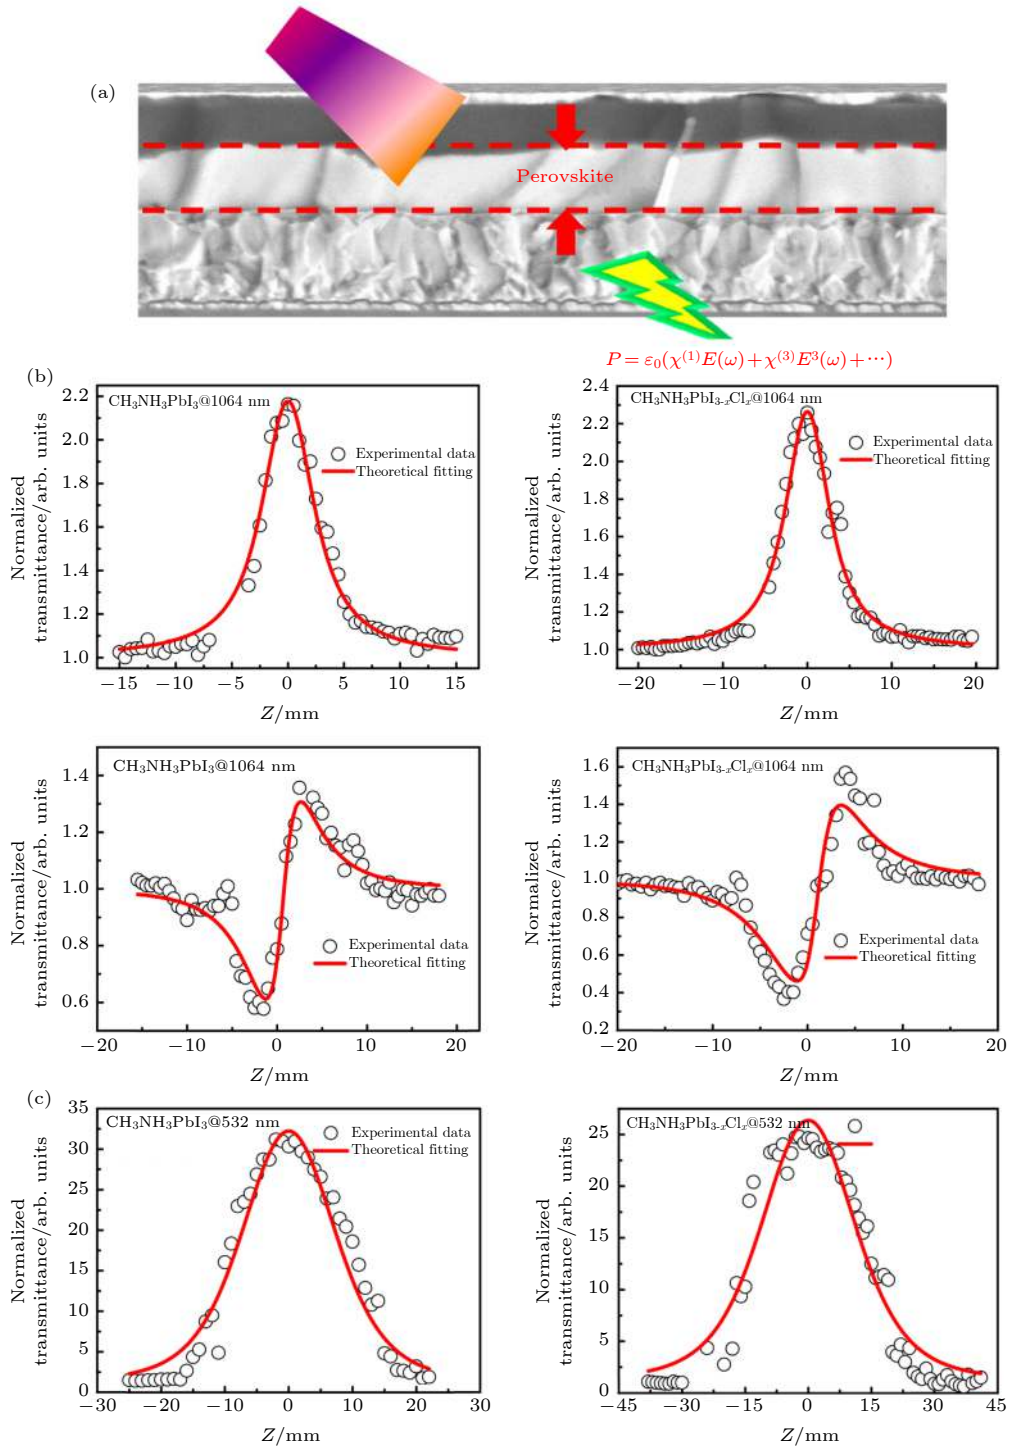 (a)
Perovskite
P = ε₀(χ⁽¹⁾E(ω)+χ⁽³⁾E³(ω)+⋯)
(b)
CH₃NH₃PbI₃@1064 nm
Experimental data
Theoretical fitting
Normalized
transmittance/arb. units
2.2
2.0
1.8
1.6
1.4
1.2
1.0
−15 −10 −5 0 5 10 15
Z/mm
CH₃NH₃PbI₃₋ₓClₓ@1064 nm
Experimental data
Theoretical fitting
Normalized
transmittance/arb. units
2.4
2.2
2.0
1.8
1.6
1.4
1.2
1.0
−20 −10 0 10 20
Z/mm
CH₃NH₃PbI₃@1064 nm
Experimental data
Theoretical fitting
Normalized
transmittance/arb. units
1.4
1.2
1.0
0.8
0.6
−20 −10 0 10 20
Z/mm
CH₃NH₃PbI₃₋ₓClₓ@1064 nm
Experimental data
Theoretical fitting
Normalized
transmittance/arb. units
1.6
1.4
1.2
1.0
0.8
0.6
0.4
0.2
−20 −10 0 10 20
Z/mm
(c)
CH₃NH₃PbI₃@532 nm
Experimental data
Theoretical fitting
Normalized
transmittance/arb. units
35
30
25
20
15
10
5
0
−30 −20 −10 0 10 20 30
Z/mm
CH₃NH₃PbI₃₋ₓClₓ@532 nm
Normalized
transmittance/arb. units
25
20
15
10
5
0
−45 −30 −15 0 15 30 45
Z/mm